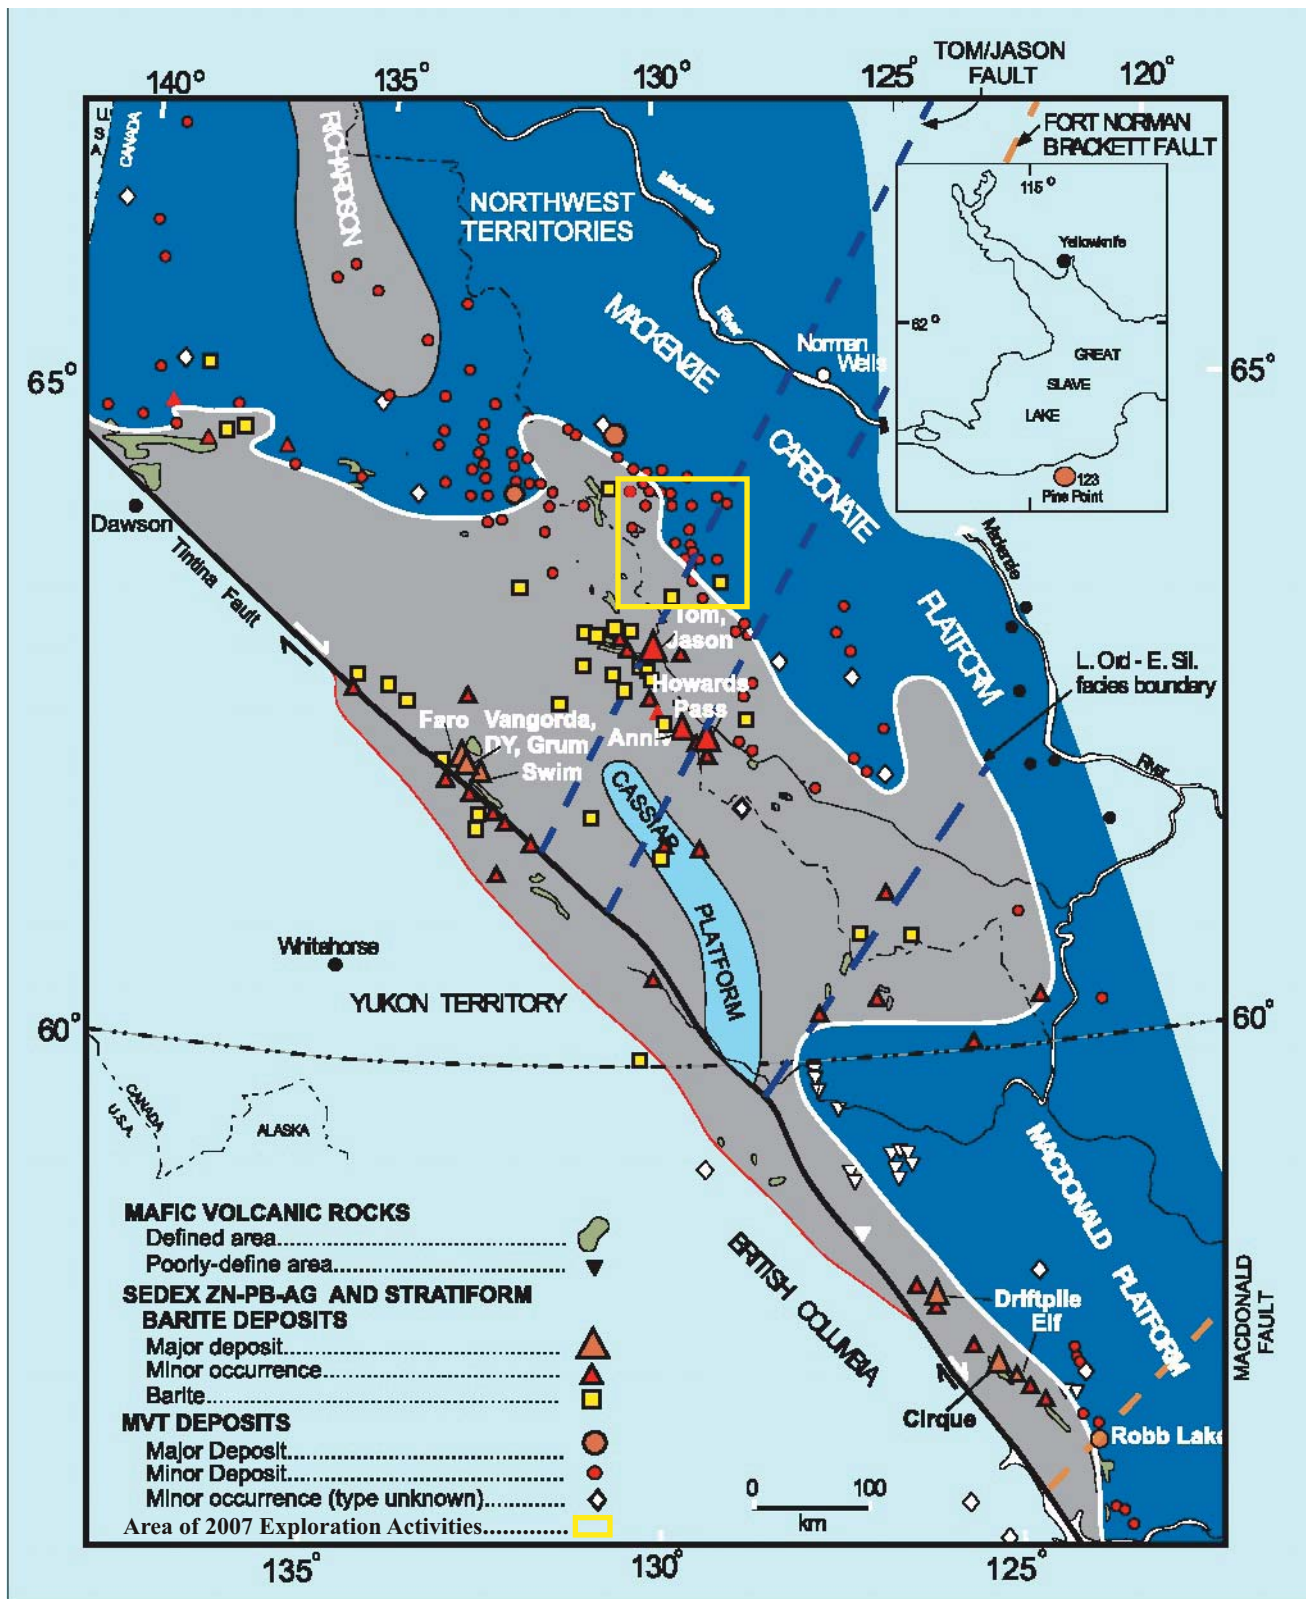 TOM/JASON
FAULT
140°
135°
130°
125°
120°
U.S.A.
CANADA
RICHARDSON
NORTHWEST
TERRITORIES
Mackenzie
River
FORT NORMAN
BRACKETT FAULT
115°
Yellowknife
62°
GREAT
SLAVE
LAKE
123
Pine Point
MACKENZIE
CARBONATE
PLATFORM
Norman
Wells
65°
65°
Dawson
Tintina Fault
Mackenzie
River
Tom,
Jason
Howards
Pass
Anniv
L. Ord - E. Sil.
facies boundary
Faro
Vangorda,
DY, Grum
Swim
CASSIAR
PLATFORM
Whitehorse
YUKON TERRITORY
60°
60°
CANADA
U.S.A.
ALASKA
BRITISH COLUMBIA
MACDONALD PLATFORM
MACDONALD
FAULT
Driftpile
Elf
Cirque
Robb Lake
MAFIC VOLCANIC ROCKS
Defined area
Poorly-define area
SEDEX ZN-PB-AG AND STRATIFORM
BARITE DEPOSITS
Major deposit
Minor occurrence
Barite
MVT DEPOSITS
Major Deposit
Minor Deposit
Minor occurrence (type unknown)
Area of 2007 Exploration Activities
0 100
km
135°
130°
125°